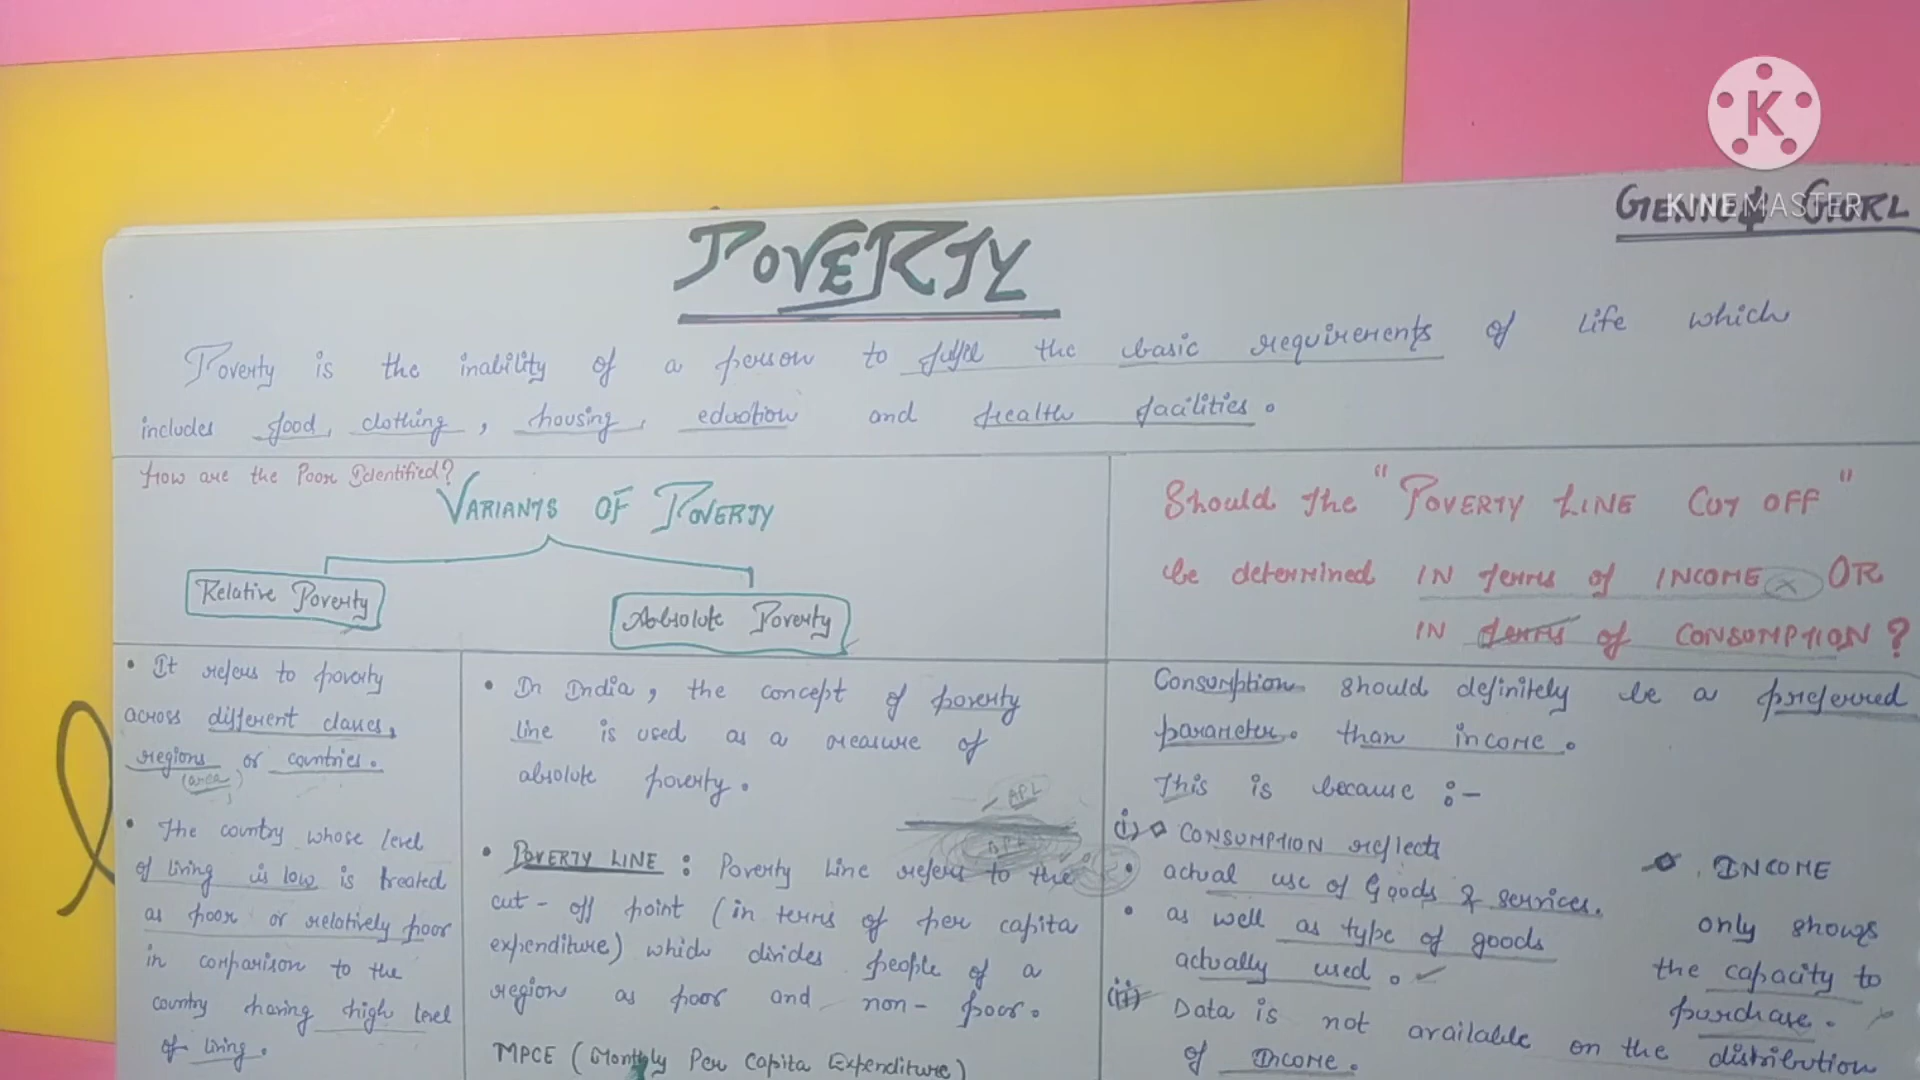 K
KINEMASTER
POVERTY
Poverty is the inability of a person to fulfil the basic requirements of life which
includes food, clothing, housing, eduction and health facilities.
How are the Poor Identified?
VARIANTS OF POVERTY
Relative Poverty
Absolute Poverty
• It refers to poverty
across different classes,
regions or countries.
(area)
• The country whose level
of living is low is treated
as poor or relatively poor
in comparison to the
country having high level
of living.
• In India, the concept of poverty
line is used as a measure of
absolute poverty.
APL
BPL
• POVERTY LINE : Poverty Line refers to the
cut-off point (in terms of per capita
expenditure) which divides people of a
region as poor and non-poor.
MPCE (Monthly Per Capita Expenditure)
Should the "POVERTY LINE CUT OFF"
be determined IN terms of INCOME OR
IN terms of CONSUMPTION ?
Consumption should definitely be a preferred
parameter. than income.
This is because :-
(i) CONSUMPTION reflects
• actual use of Goods & services.
• as well as type of goods
actually used.
INCOME
only shows
the capacity to
purchase.
(ii) Data is not available on the distribution
of Income.